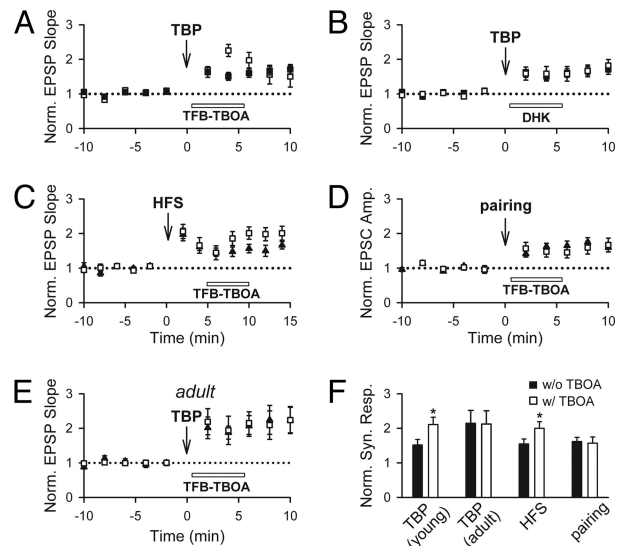 A
Norm. EPSP Slope
3
2
1
0
TBP
TFB-TBOA
-10
-5
0
5
10
B
Norm. EPSP Slope
3
2
1
0
TBP
DHK
-10
-5
0
5
10
C
Norm. EPSP Slope
3
2
1
0
HFS
TFB-TBOA
-10
-5
0
5
10
15
Time (min)
D
Norm. EPSC Amp.
3
2
1
0
pairing
TFB-TBOA
-10
-5
0
5
10
Time (min)
E
Norm. EPSP Slope
3
2
1
0
adult
TBP
TFB-TBOA
-10
-5
0
5
10
Time (min)
F
Norm. Syn. Resp.
3
2
1
0
w/o TBOA
w/ TBOA
*
*
TBP
(young)
TBP
(adult)
HFS
pairing